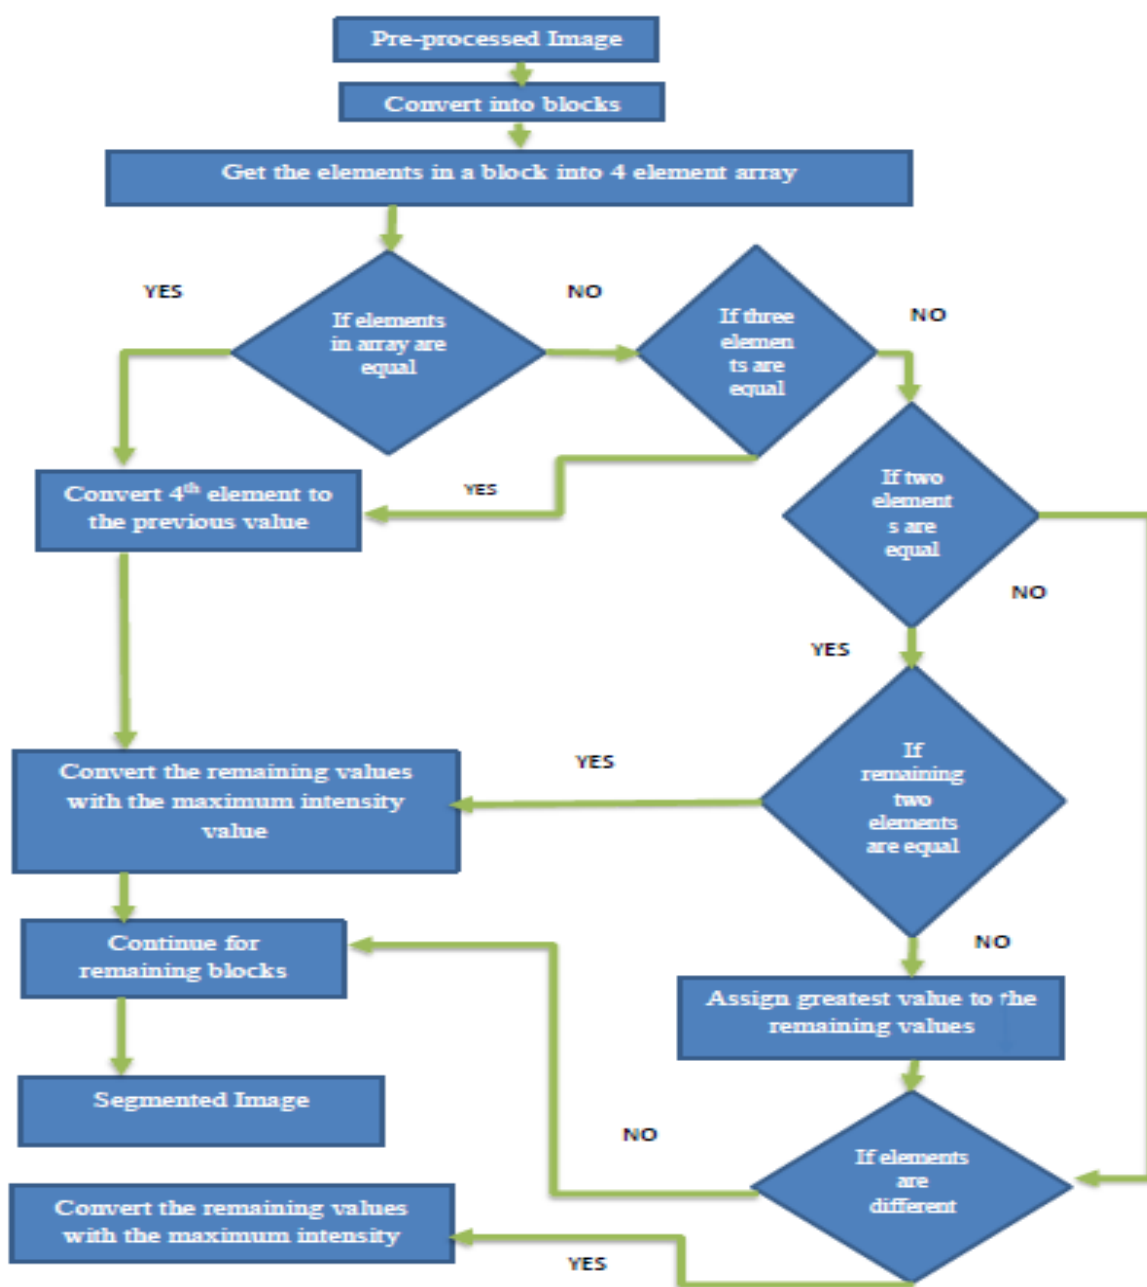 Pre-processed Image
Convert into blocks
Get the elements in a block into 4 element array
YES
NO
NO
If elements
in array are
equal
If three
elemen
ts are
equal
Convert 4th element to
the previous value
YES
If two
element
s are
equal
NO
YES
Convert the remaining values
with the maximum intensity
value
YES
If
remaining
two
elements
are equal
NO
Continue for
remaining blocks
Assign greatest value to the
remaining values
Segmented Image
NO
If elements
are
different
Convert the remaining values
with the maximum intensity
YES